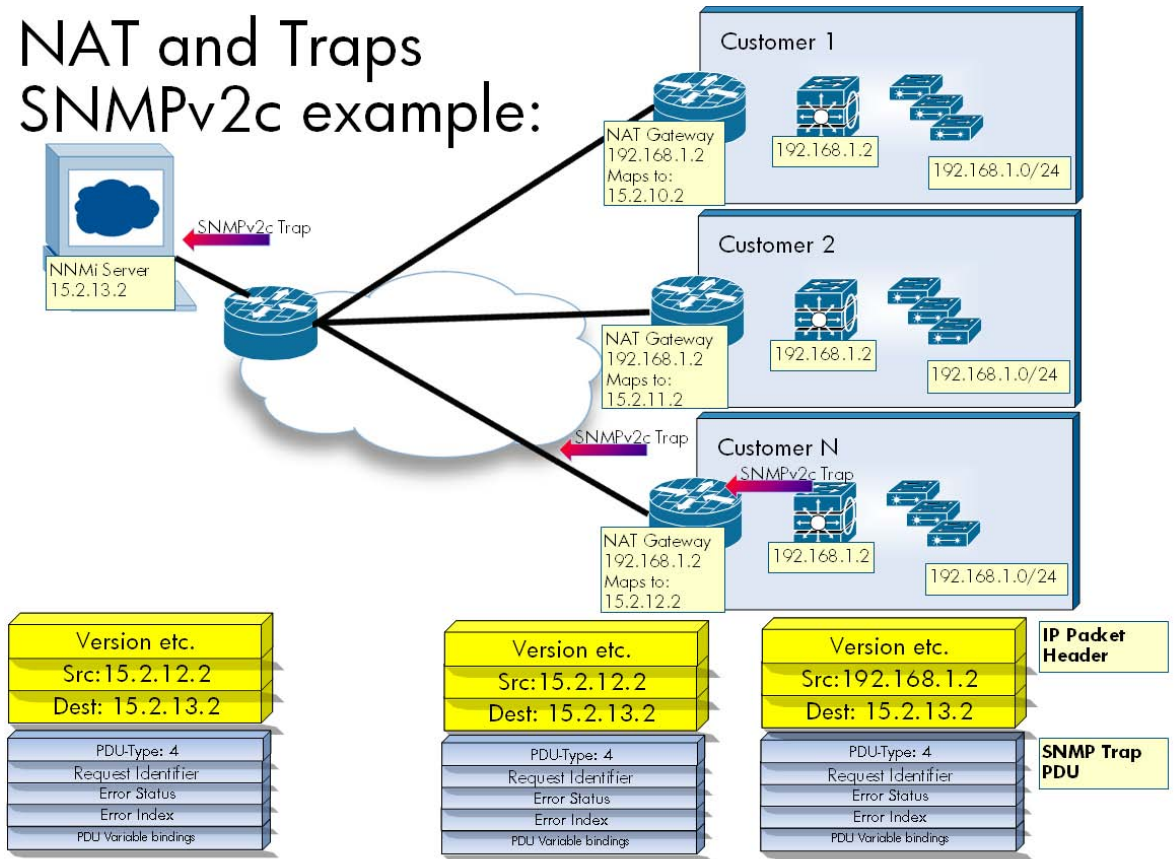 NAT and Traps
SNMPv2c example:
NNMi Server
15.2.13.2
SNMPv2c Trap
Customer 1
NAT Gateway
192.168.1.2
Maps to:
15.2.10.2
192.168.1.2
192.168.1.0/24
Customer 2
NAT Gateway
192.168.1.2
Maps to:
15.2.11.2
192.168.1.2
192.168.1.0/24
SNMPv2c Trap
Customer N
SNMPv2c Trap
NAT Gateway
192.168.1.2
Maps to:
15.2.12.2
192.168.1.2
192.168.1.0/24
Version etc.
Src:15.2.12.2
Dest: 15.2.13.2
PDU-Type: 4
Request Identifier
Error Status
Error Index
PDU Variable bindings
Version etc.
Src:15.2.12.2
Dest: 15.2.13.2
PDU-Type: 4
Request Identifier
Error Status
Error Index
PDU Variable bindings
Version etc.
Src:192.168.1.2
Dest: 15.2.13.2
PDU-Type: 4
Request Identifier
Error Status
Error Index
PDU Variable bindings
IP Packet
Header
SNMP Trap
PDU